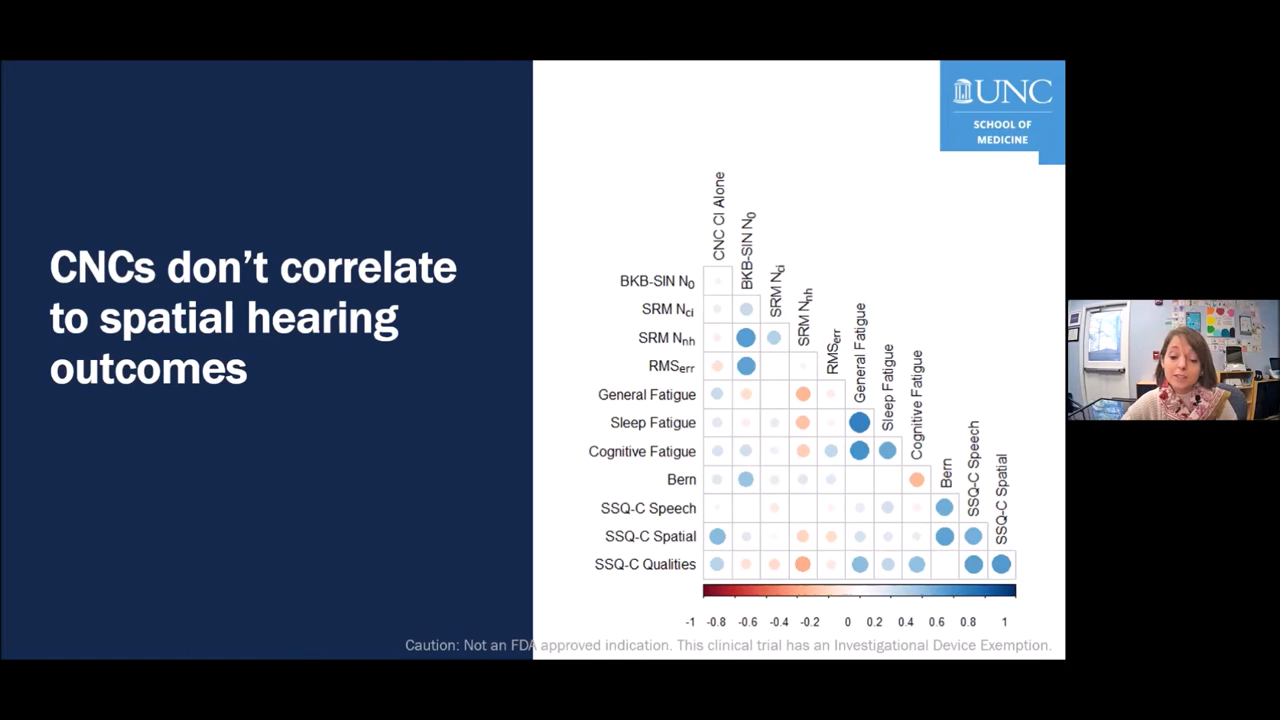 CNCs don't correlate
to spatial hearing
outcomes
UNC
SCHOOL OF
MEDICINE
CNC CI Alone
BKB-SIN N0
SRM Nci
SRM Nnh
RMSerr
General Fatigue
Sleep Fatigue
Cognitive Fatigue
Bern
SSQ-C Speech
SSQ-C Spatial
BKB-SIN N0
SRM Nci
SRM Nnh
RMSerr
General Fatigue
Sleep Fatigue
Cognitive Fatigue
Bern
SSQ-C Speech
SSQ-C Spatial
SSQ-C Qualities
-1 -0.8 -0.6 -0.4 -0.2 0 0.2 0.4 0.6 0.8 1
Caution: Not an FDA approved indication. This clinical trial has an Investigational Device Exemption.